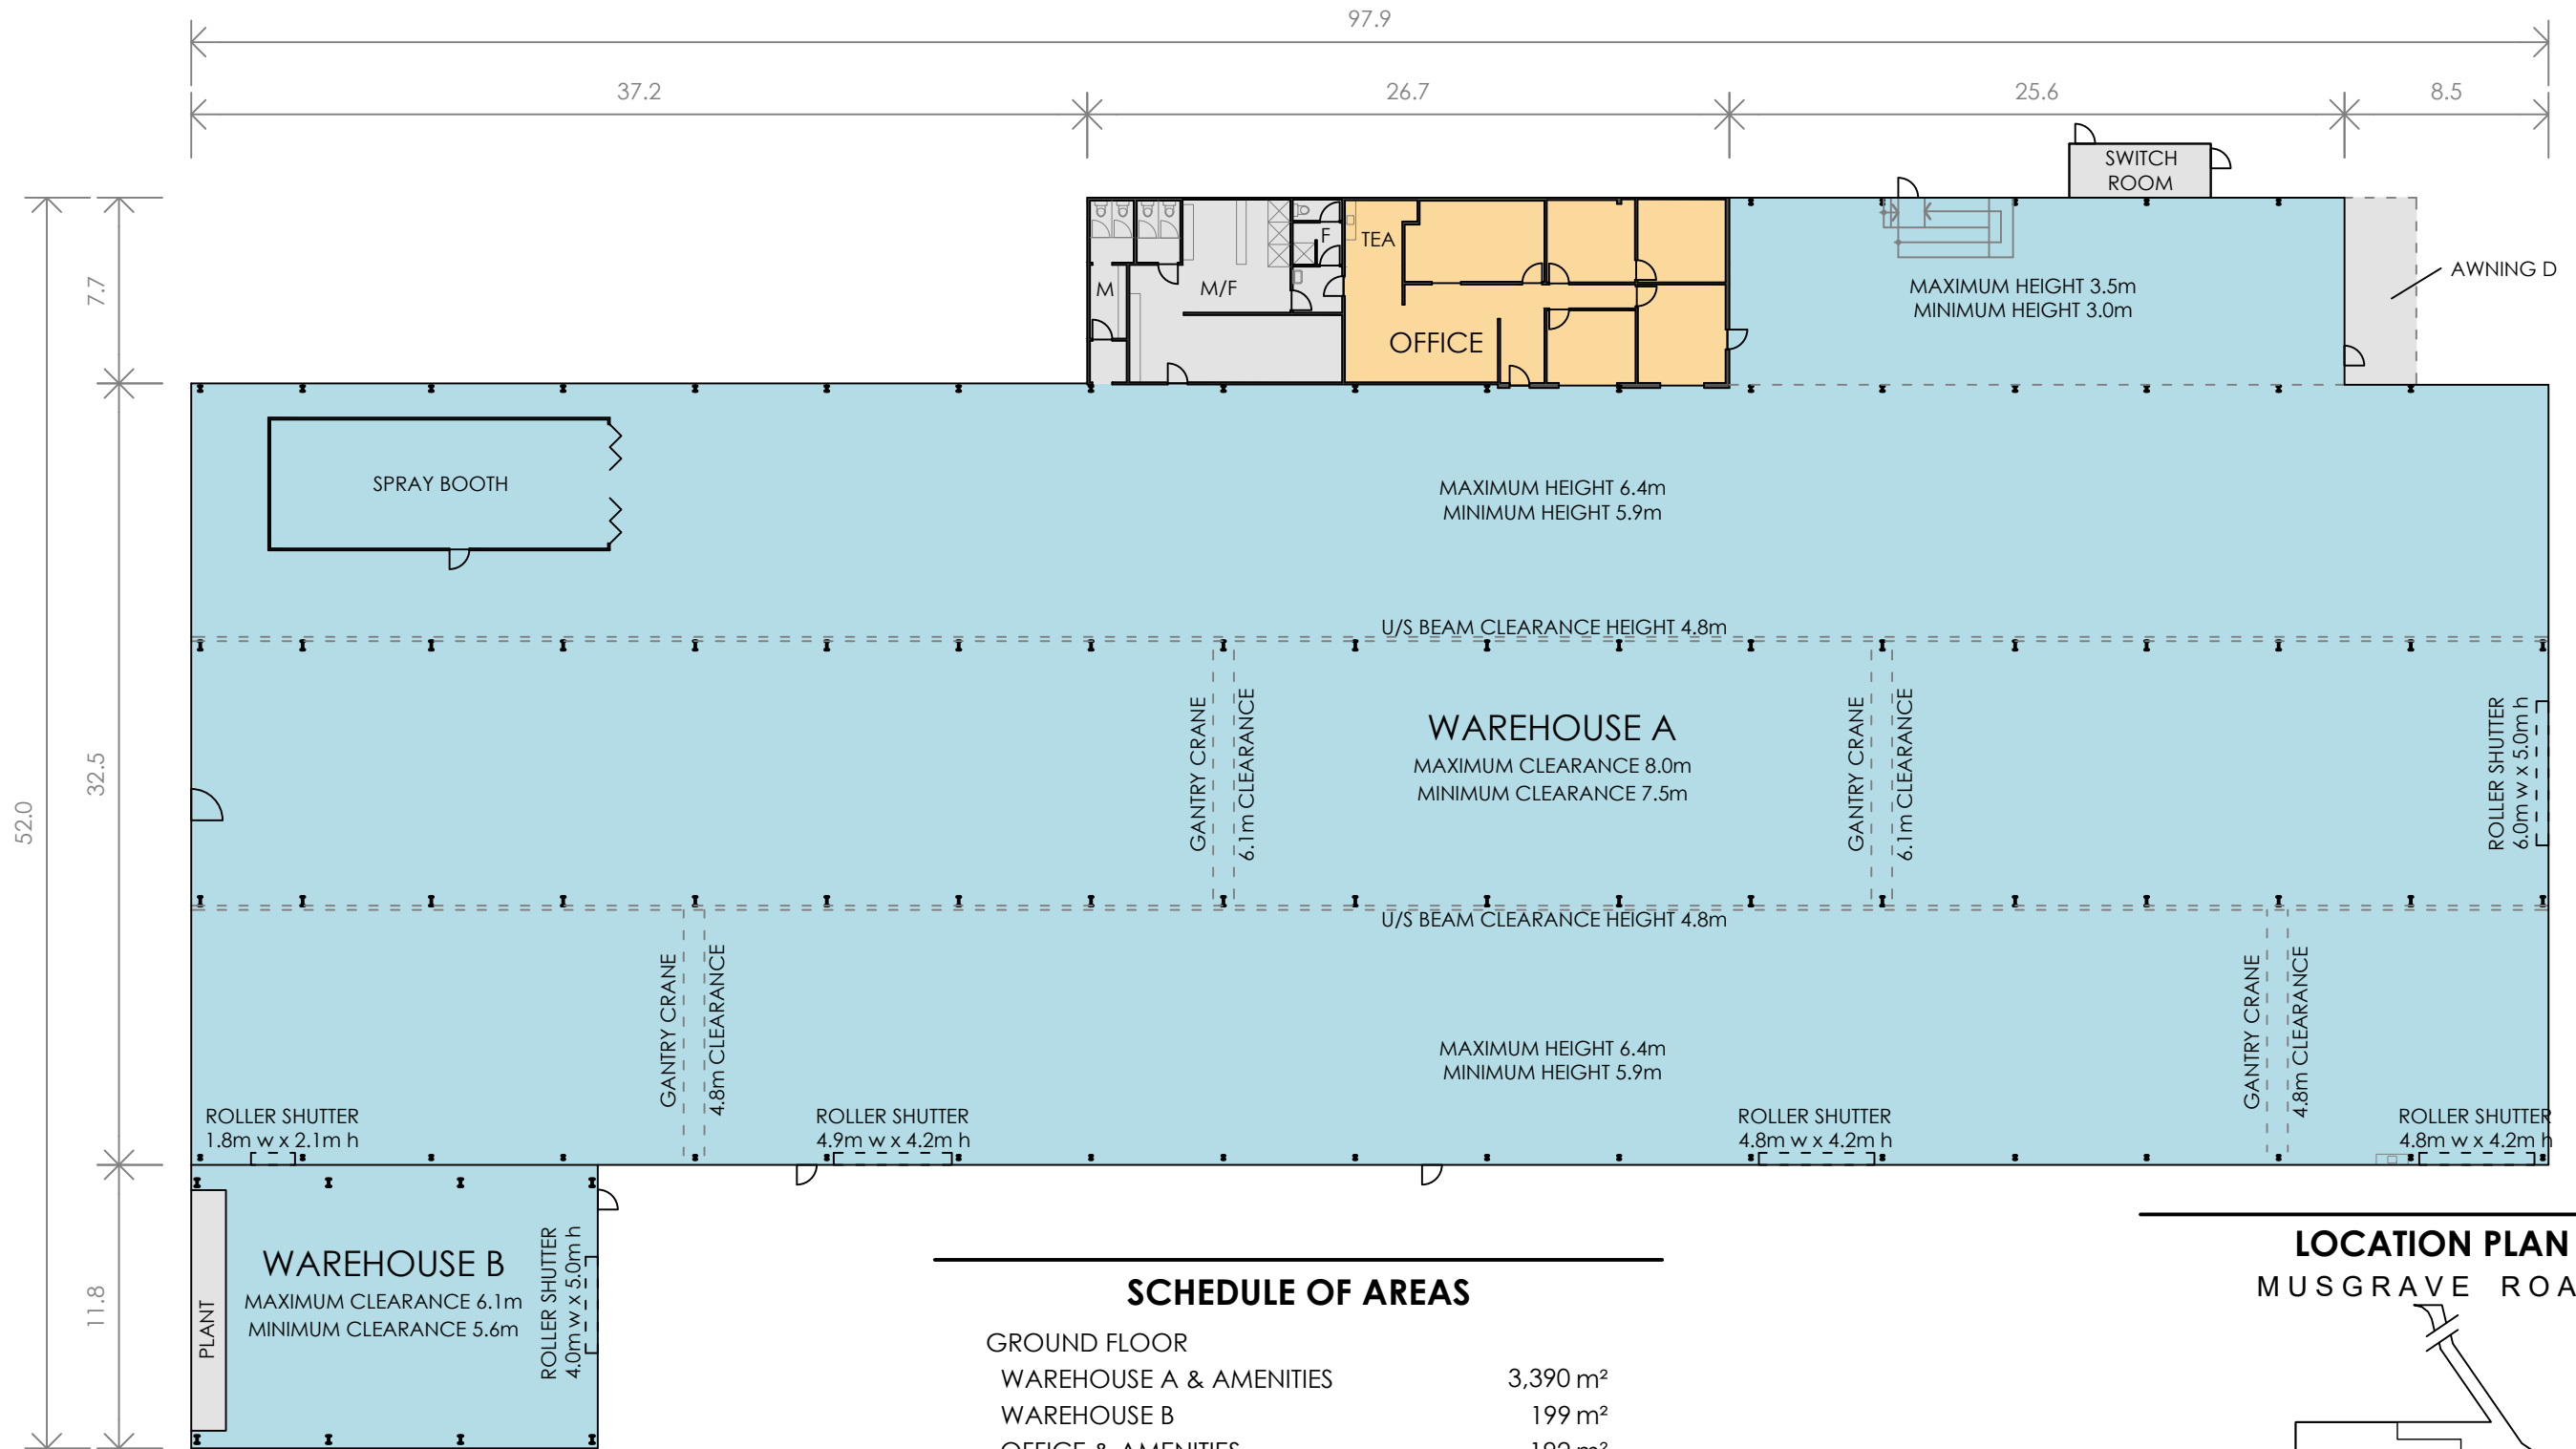 97.9
37.2
26.7
25.6
8.5
SWITCH
ROOM
AWNING D
7.7
M
M/F
F
TEA
OFFICE
MAXIMUM HEIGHT 3.5m
MINIMUM HEIGHT 3.0m
SPRAY BOOTH
MAXIMUM HEIGHT 6.4m
MINIMUM HEIGHT 5.9m
U/S BEAM CLEARANCE HEIGHT 4.8m
52.0
32.5
GANTRY CRANE
6.1m CLEARANCE
WAREHOUSE A
MAXIMUM CLEARANCE 8.0m
MINIMUM CLEARANCE 7.5m
GANTRY CRANE
6.1m CLEARANCE
ROLLER SHUTTER
6.0m w x 5.0m h
U/S BEAM CLEARANCE HEIGHT 4.8m
GANTRY CRANE
4.8m CLEARANCE
MAXIMUM HEIGHT 6.4m
MINIMUM HEIGHT 5.9m
GANTRY CRANE
4.8m CLEARANCE
ROLLER SHUTTER
1.8m w x 2.1m h
ROLLER SHUTTER
4.9m w x 4.2m h
ROLLER SHUTTER
4.8m w x 4.2m h
ROLLER SHUTTER
4.8m w x 4.2m h
11.8
PLANT
WAREHOUSE B
MAXIMUM CLEARANCE 6.1m
MINIMUM CLEARANCE 5.6m
ROLLER SHUTTER
4.0m w x 5.0m h
SCHEDULE OF AREAS
GROUND FLOOR
WAREHOUSE A & AMENITIES 3,390 m²
WAREHOUSE B 199 m²
OFFICE & AMENITIES 192 m²
LOCATION PLAN
MUSGRAVE ROA